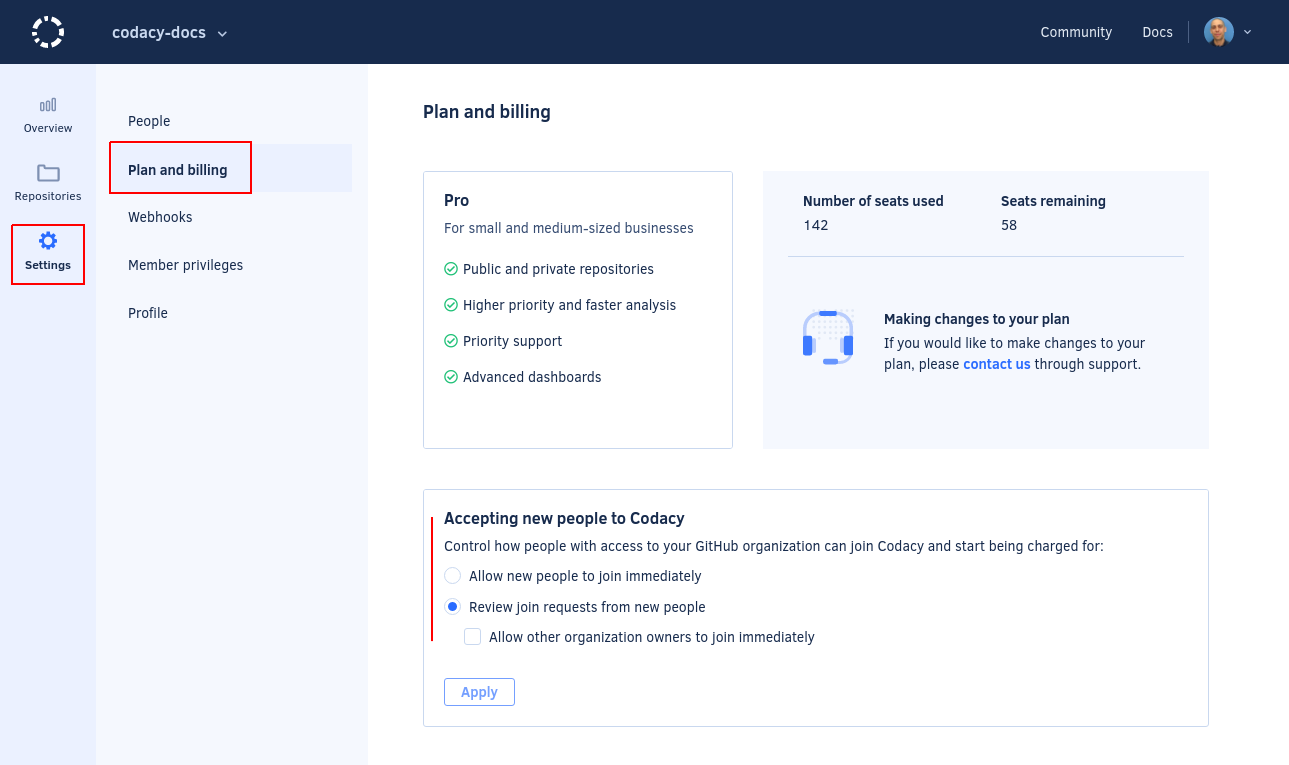 codacy-docs
Community
Docs
Overview
Repositories
Settings
People
Plan and billing
Webhooks
Member privileges
Profile
Plan and billing
Pro
For small and medium-sized businesses
Public and private repositories
Higher priority and faster analysis
Priority support
Advanced dashboards
Number of seats used
142
Seats remaining
58
Making changes to your plan
If you would like to make changes to your
plan, please contact us through support.
Accepting new people to Codacy
Control how people with access to your GitHub organization can join Codacy and start being charged for:
Allow new people to join immediately
Review join requests from new people
Allow other organization owners to join immediately
Apply